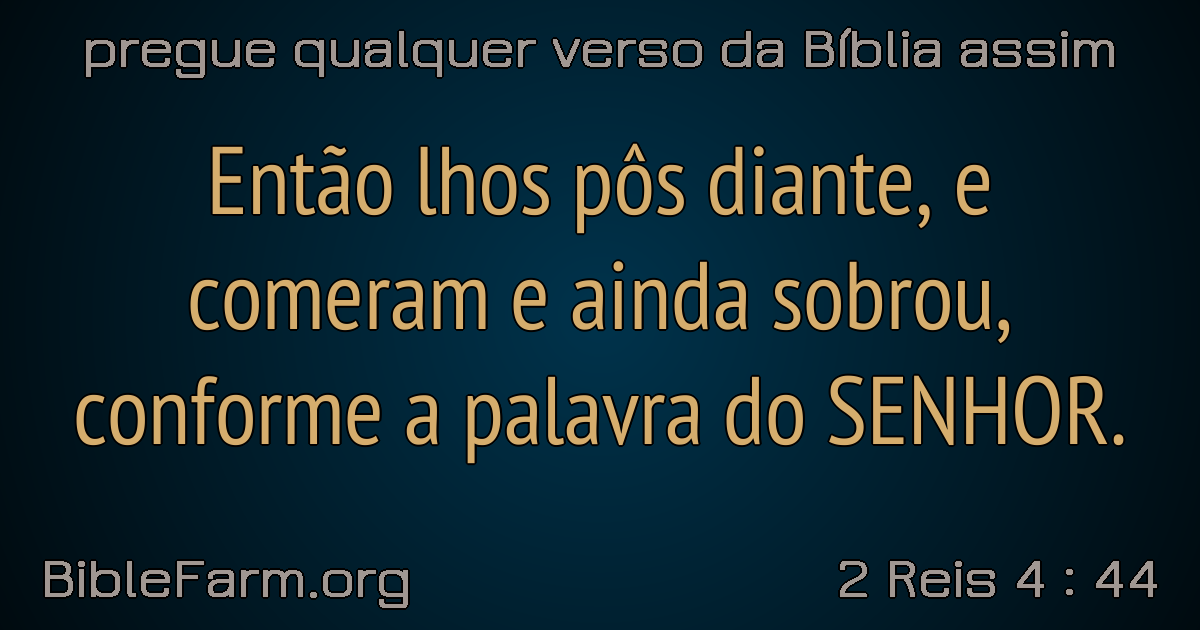 pregue qualquer verso da Bíblia assim
Então lhos pôs diante, e
comeram e ainda sobrou,
conforme a palavra do SENHOR.
BibleFarm.org
2 Reis 4 : 44